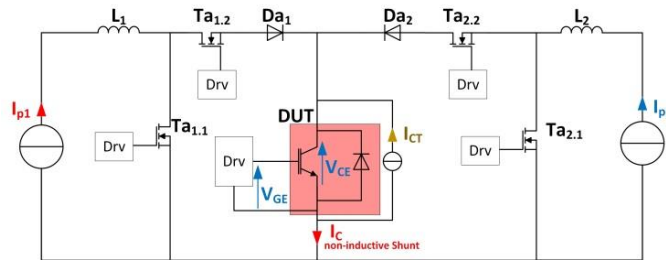 L1 Ta1.2 Da1 Da2 Ta2.2 L2
Drv Drv
Ip1 DUT Ip
Ta1.1 ICT Ta2.1
Drv Drv VCE Drv
VGE
IC
non-inductive Shunt